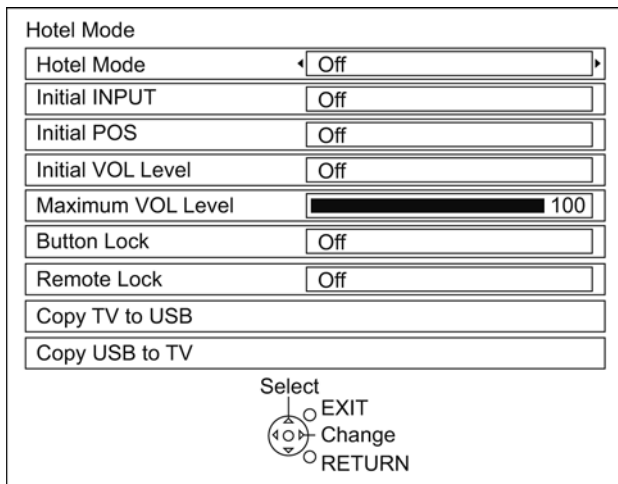 Hotel Mode
Hotel Mode Off
Initial INPUT Off
Initial POS Off
Initial VOL Level Off
Maximum VOL Level 100
Button Lock Off
Remote Lock Off
Copy TV to USB
Copy USB to TV
Select
EXIT
Change
RETURN